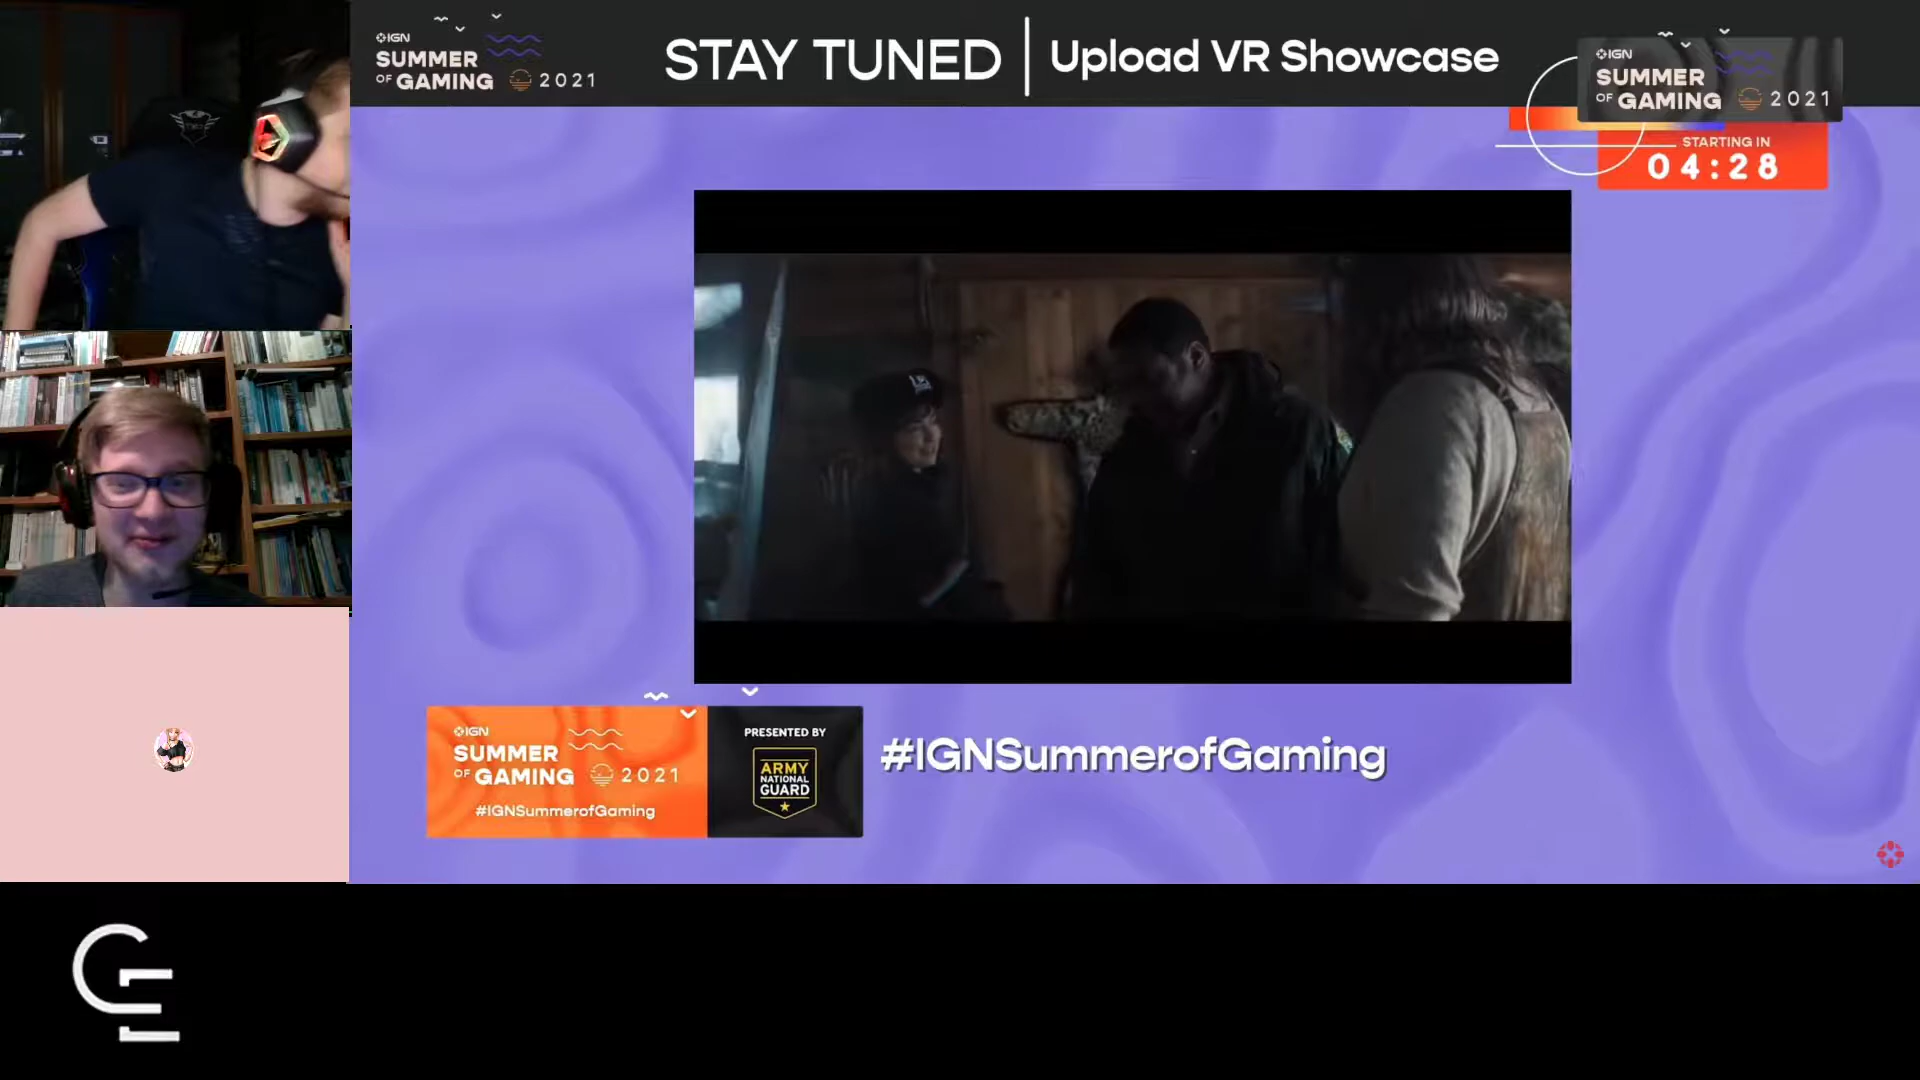 IGN
SUMMER
OF GAMING 2021
STAY TUNED
Upload VR Showcase
IGN
SUMMER
OF GAMING 2021
STARTING IN
04:28
IGN
SUMMER
OF GAMING 2021
#IGNSummerofGaming
PRESENTED BY
ARMY
NATIONAL
GUARD
#IGNSummerofGaming